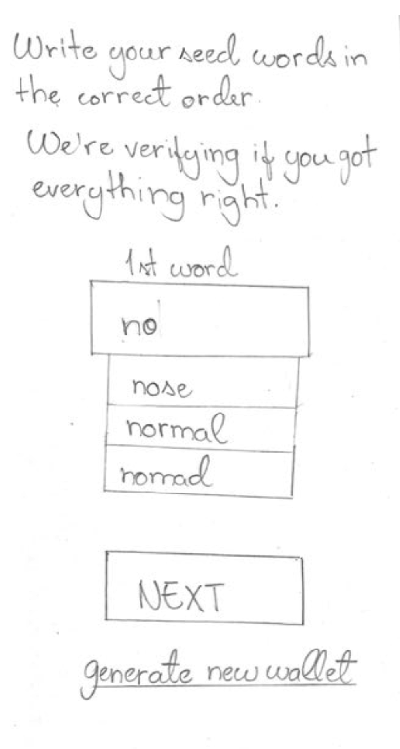 Write your seed words in
the correct order.
We're verifying if you got
everything right.
1st word
no
nose
normal
nomad
NEXT
generate new wallet